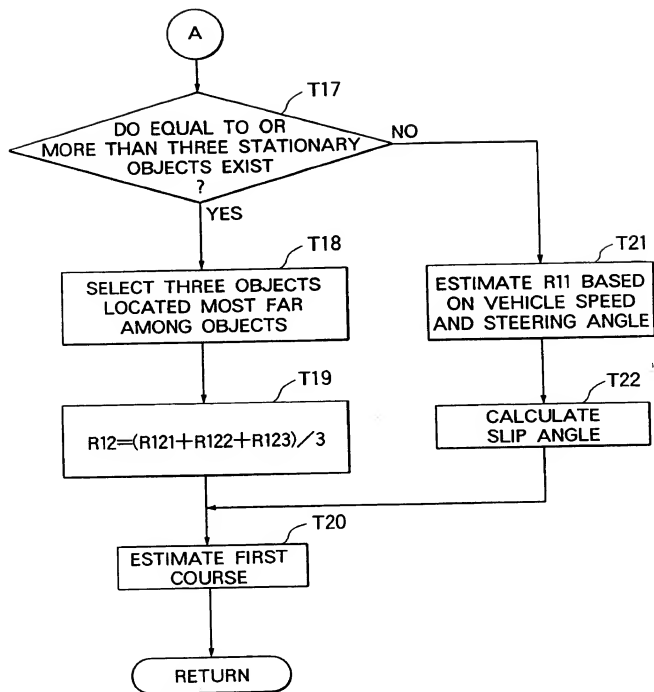 A
T17
DO EQUAL TO OR
MORE THAN THREE STATIONARY
OBJECTS EXIST
?
NO
YES
T18
SELECT THREE OBJECTS
LOCATED MOST FAR
AMONG OBJECTS
T21
ESTIMATE R11 BASED
ON VEHICLE SPEED
AND STEERING ANGLE
T19
R12=(R121+R122+R123)/3
T22
CALCULATE
SLIP ANGLE
T20
ESTIMATE FIRST
COURSE
RETURN